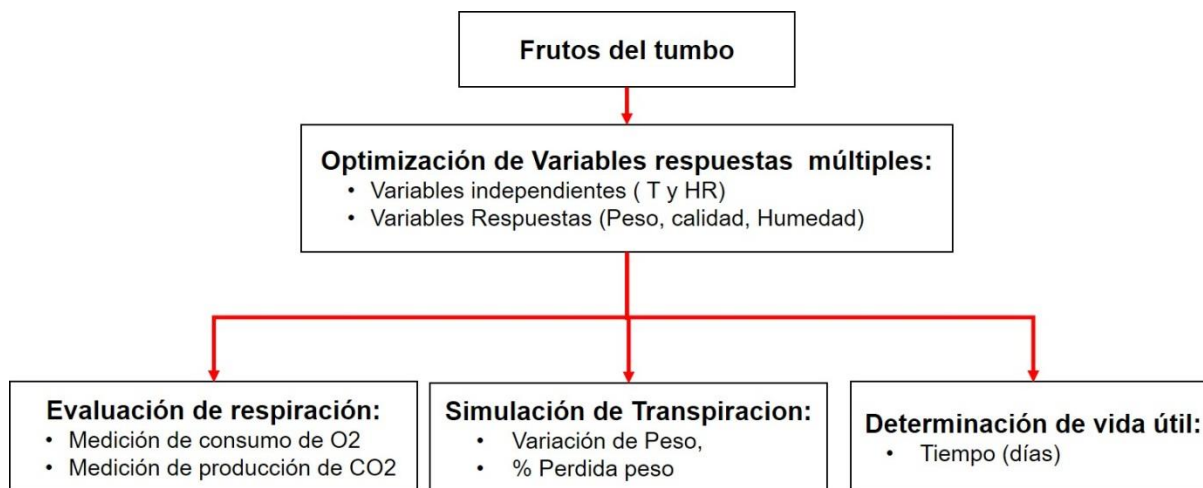 Frutos del tumbo
Optimización de Variables respuestas múltiples:
• Variables independientes ( T y HR)
• Variables Respuestas (Peso, calidad, Humedad)
Evaluación de respiración:
• Medición de consumo de O2
• Medición de producción de CO2
Simulación de Transpiracion:
• Variación de Peso,
• % Perdida peso
Determinación de vida útil:
• Tiempo (días)